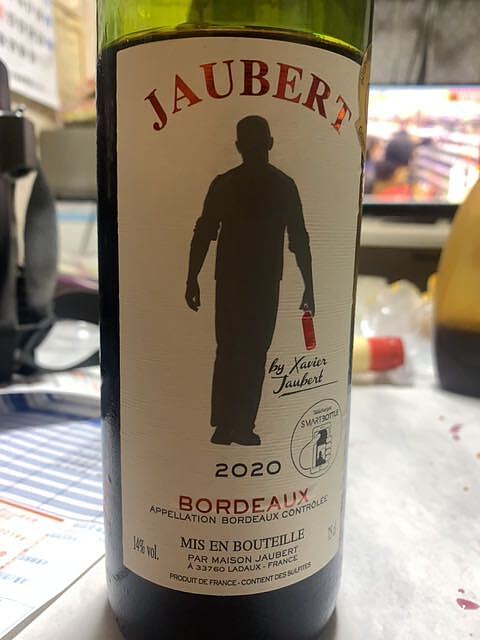 JAUBERT
by Xavier
Jaubert
Télécharger
SMARTBOTTLE
2020
BORDEAUX
APPELLATION BORDEAUX CONTRÔLÉE
14% vol.
MIS EN BOUTEILLE
75 cl
PAR MAISON JAUBERT
À 33760 LADAUX - FRANCE
PRODUIT DE FRANCE - CONTIENT DES SULFITES